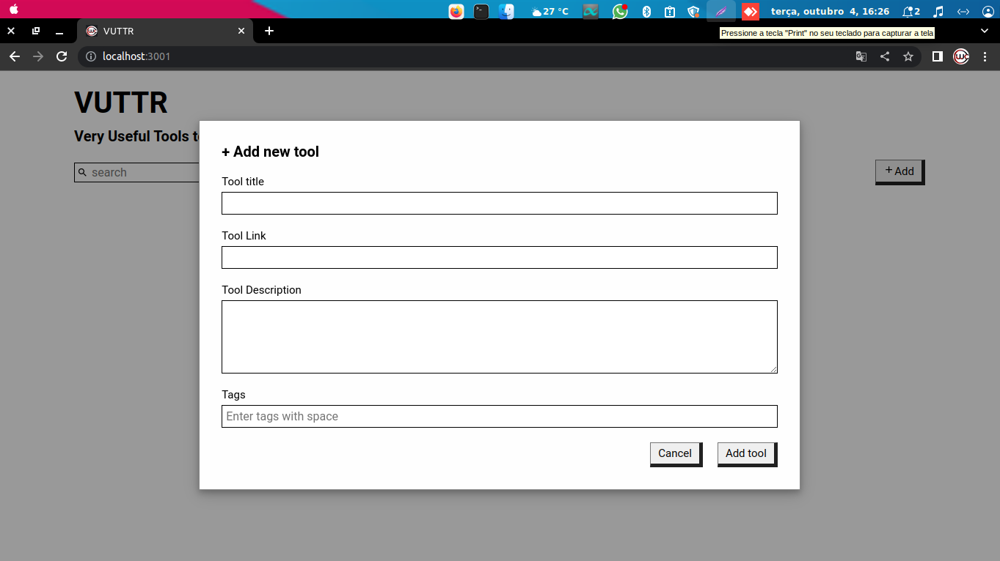 27 °C
terça, outubro 4, 16:26
2
VUTTR
Pressione a tecla "Print" no seu teclado para capturar a tela
localhost:3001
VUTTR
Very Useful Tools
+ Add new tool
search
+ Add
Tool title
Tool Link
Tool Description
Tags
Enter tags with space
Cancel
Add tool